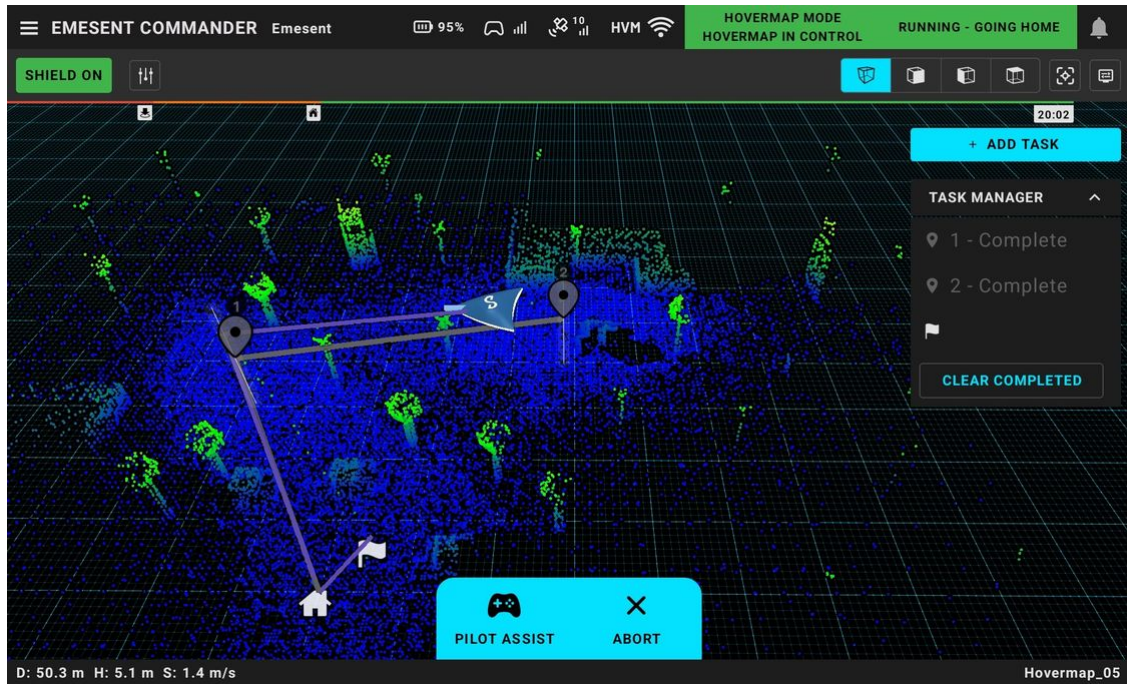 EMESENT COMMANDER Emesent 95% 10 HVM HOVERMAP MODE
HOVERMAP IN CONTROL RUNNING - GOING HOME
SHIELD ON
20:02
+ ADD TASK
TASK MANAGER
1 - Complete
2 - Complete
CLEAR COMPLETED
1
2
S
PILOT ASSIST ABORT
D: 50.3 m H: 5.1 m S: 1.4 m/s Hovermap_05